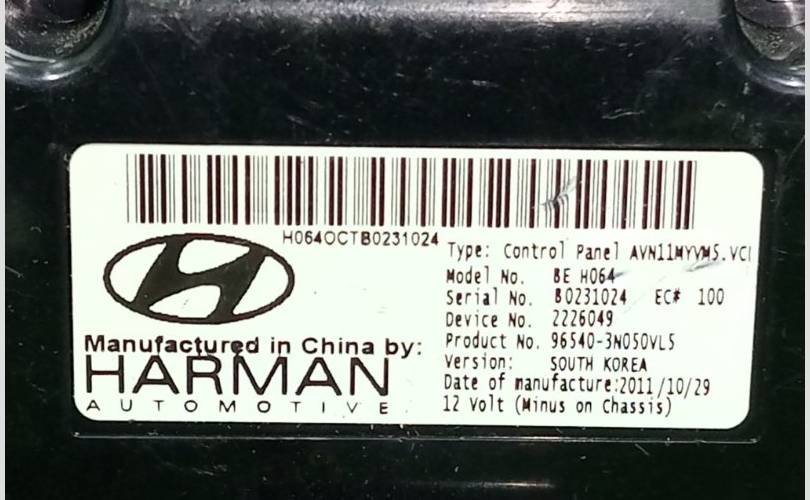 H064OCTB0231024
Type: Control Panel AVN11MYVM5.VCI
Model No. BE H064
Serial No. B0231024 EC# 100
Device No. 2226049
Product No. 96540-3N050VL5
Version: SOUTH KOREA
Date of manufacture:2011/10/29
12 Volt (Minus on Chassis)
Manufactured in China by:
HARMAN
AUTOMOTIVE